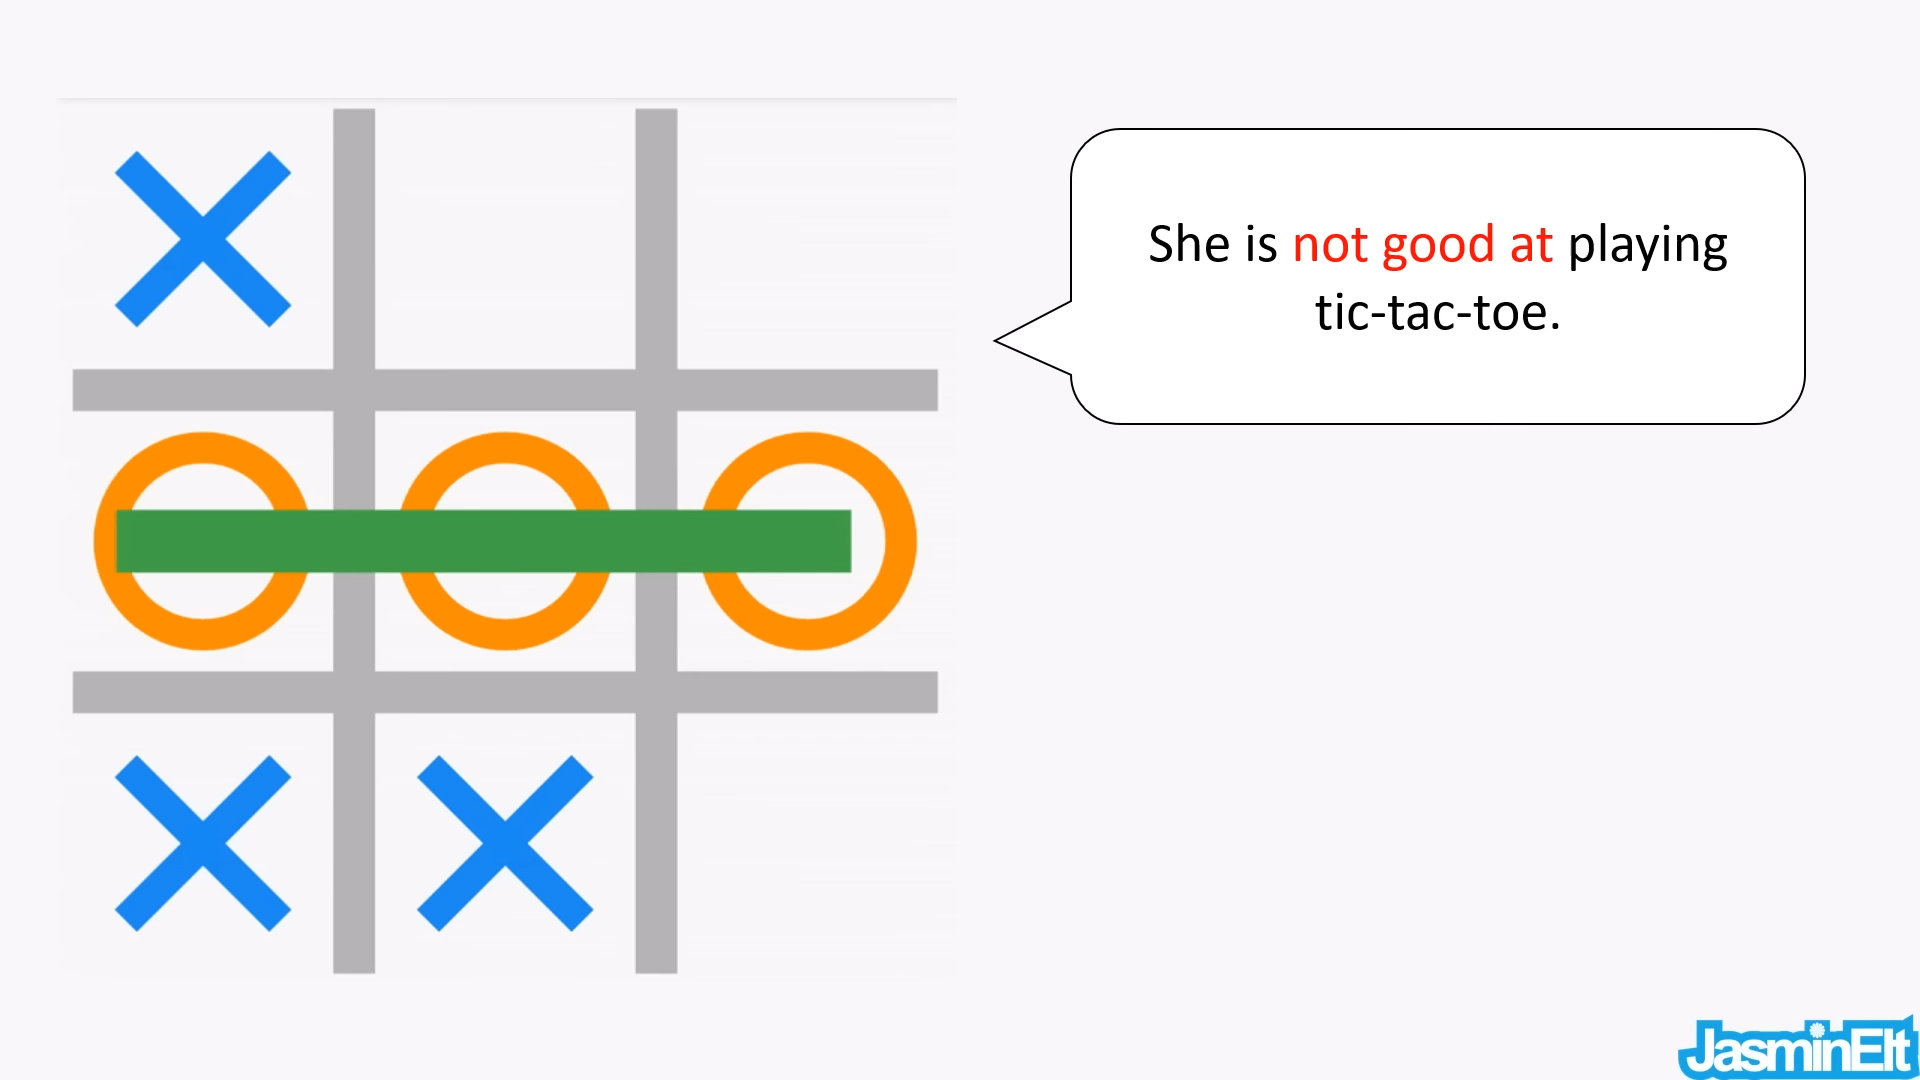 She is not good at playing
tic-tac-toe.
JasminElt